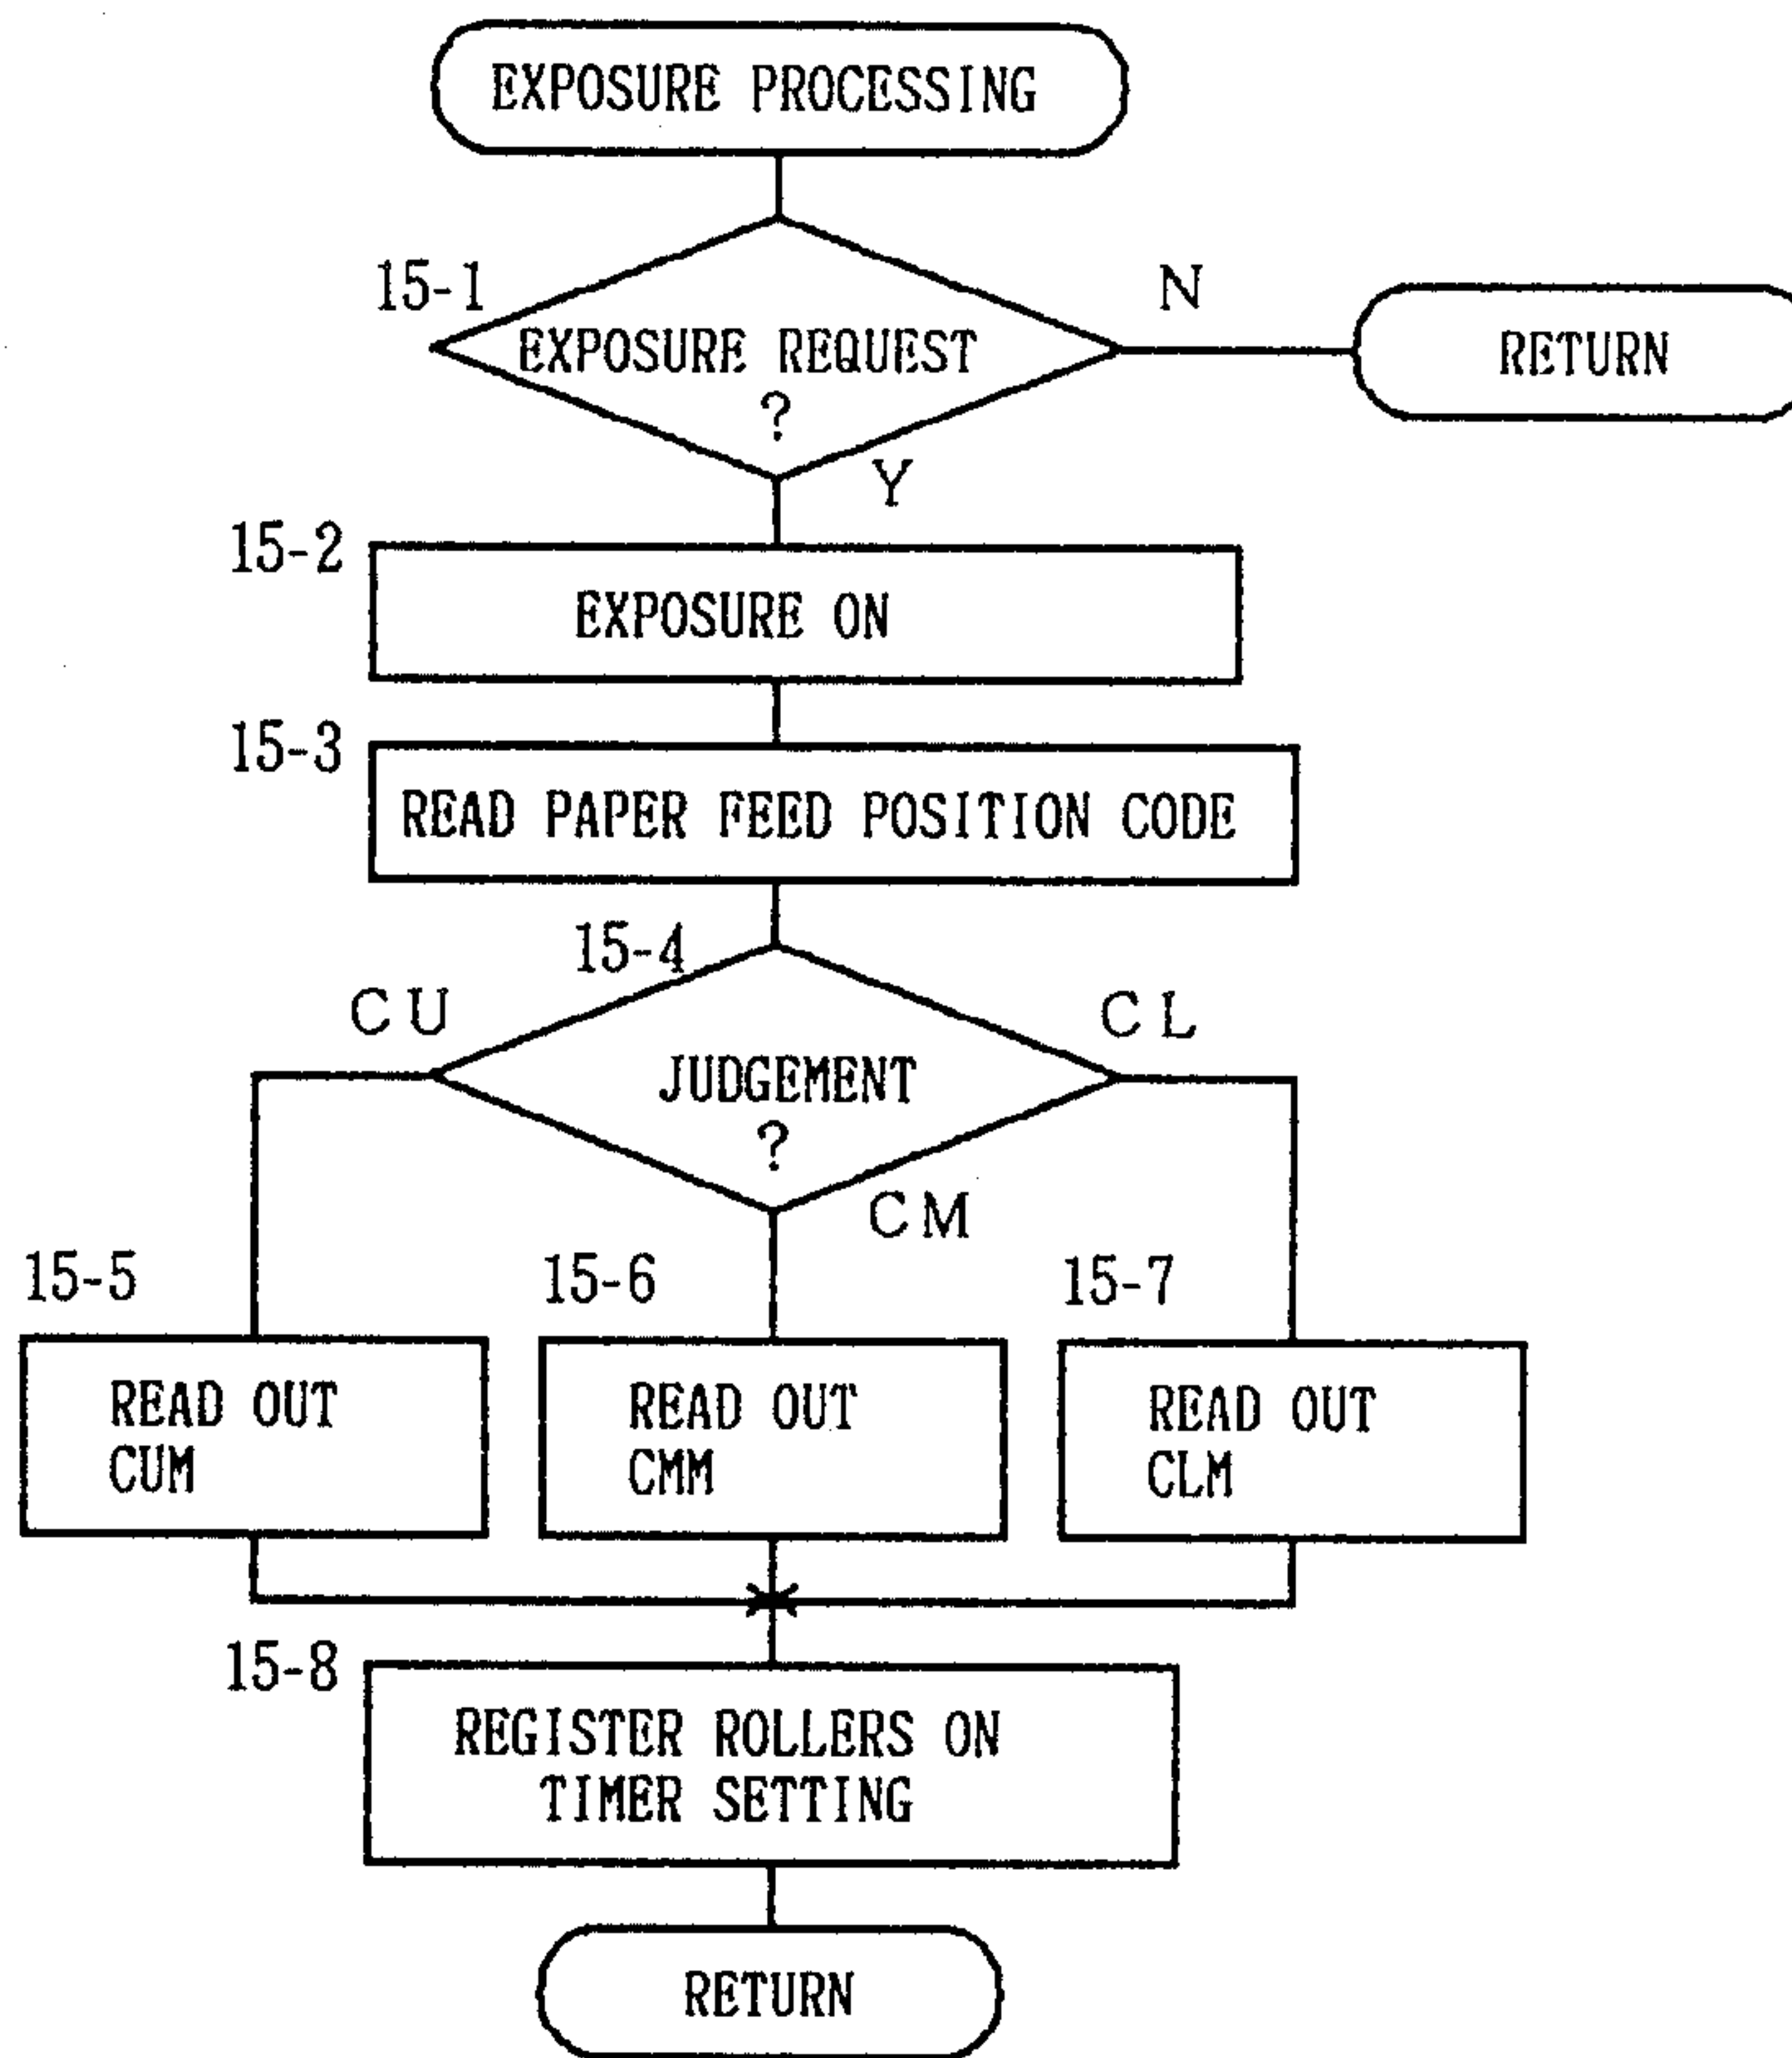 EXPOSURE PROCESSING
15-1
N
EXPOSURE REQUEST
?
RETURN
Y
15-2
EXPOSURE ON
15-3
READ PAPER FEED POSITION CODE
15-4
CU
CL
JUDGEMENT
?
CM
15-5
15-6
15-7
READ OUT
CUM
READ OUT
CMM
READ OUT
CLM
15-8
REGISTER ROLLERS ON
TIMER SETTING
RETURN